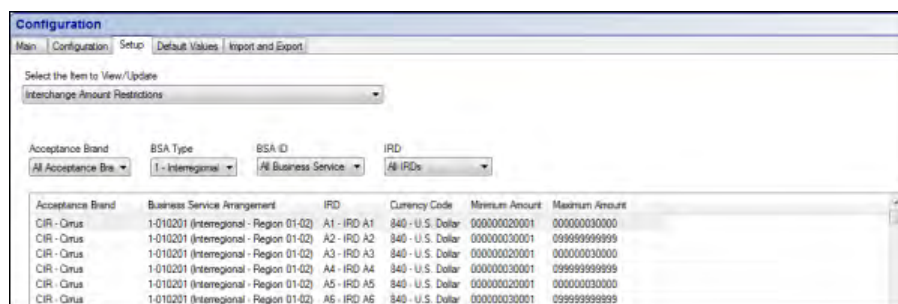 Configuration
Main Configuration Setup Default Values Import and Export
Select the Item to View/Update
Interchange Amount Restrictions
Acceptance Brand BSA Type BSA ID IRD
All Acceptance Bra 1 - Interregional All Business Service All IRDs
Acceptance Brand Business Service Arrangement IRD Currency Code Minimum Amount Maximum Amount
CIR - Cirrus 1-010201 (Interregional - Region 01-02) A1 - IRD A1 840 - U.S. Dollar 000000020001 000000030000
CIR - Cirrus 1-010201 (Interregional - Region 01-02) A2 - IRD A2 840 - U.S. Dollar 000000030001 099999999999
CIR - Cirrus 1-010201 (Interregional - Region 01-02) A3 - IRD A3 840 - U.S. Dollar 000000020001 000000030000
CIR - Cirrus 1-010201 (Interregional - Region 01-02) A4 - IRD A4 840 - U.S. Dollar 000000030001 099999999999
CIR - Cirrus 1-010201 (Interregional - Region 01-02) A5 - IRD A5 840 - U.S. Dollar 000000020001 000000030000
CIR - Cirrus 1-010201 (Interregional - Region 01-02) A6 - IRD A6 840 - U.S. Dollar 000000030001 099999999999